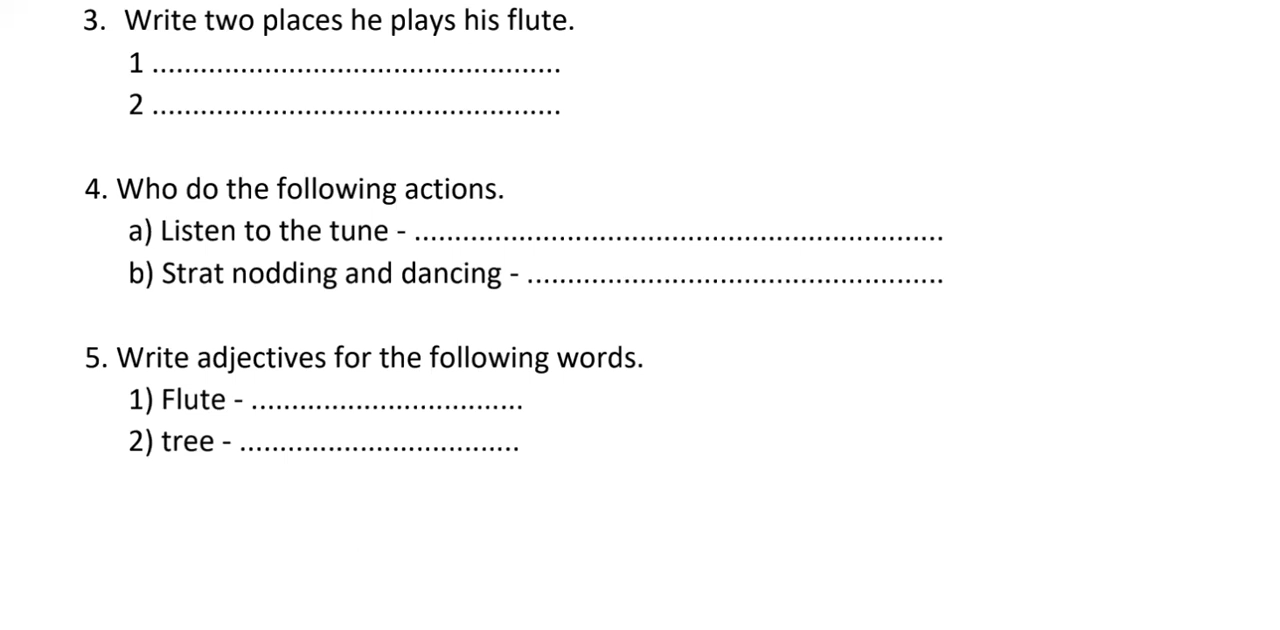 3. Write two places he plays his flute.
1 ...................................................
2 ...................................................
4. Who do the following actions.
a) Listen to the tune - ..................................................................
b) Strat nodding and dancing - ....................................................
5. Write adjectives for the following words.
1) Flute - ..................................
2) tree - ...................................